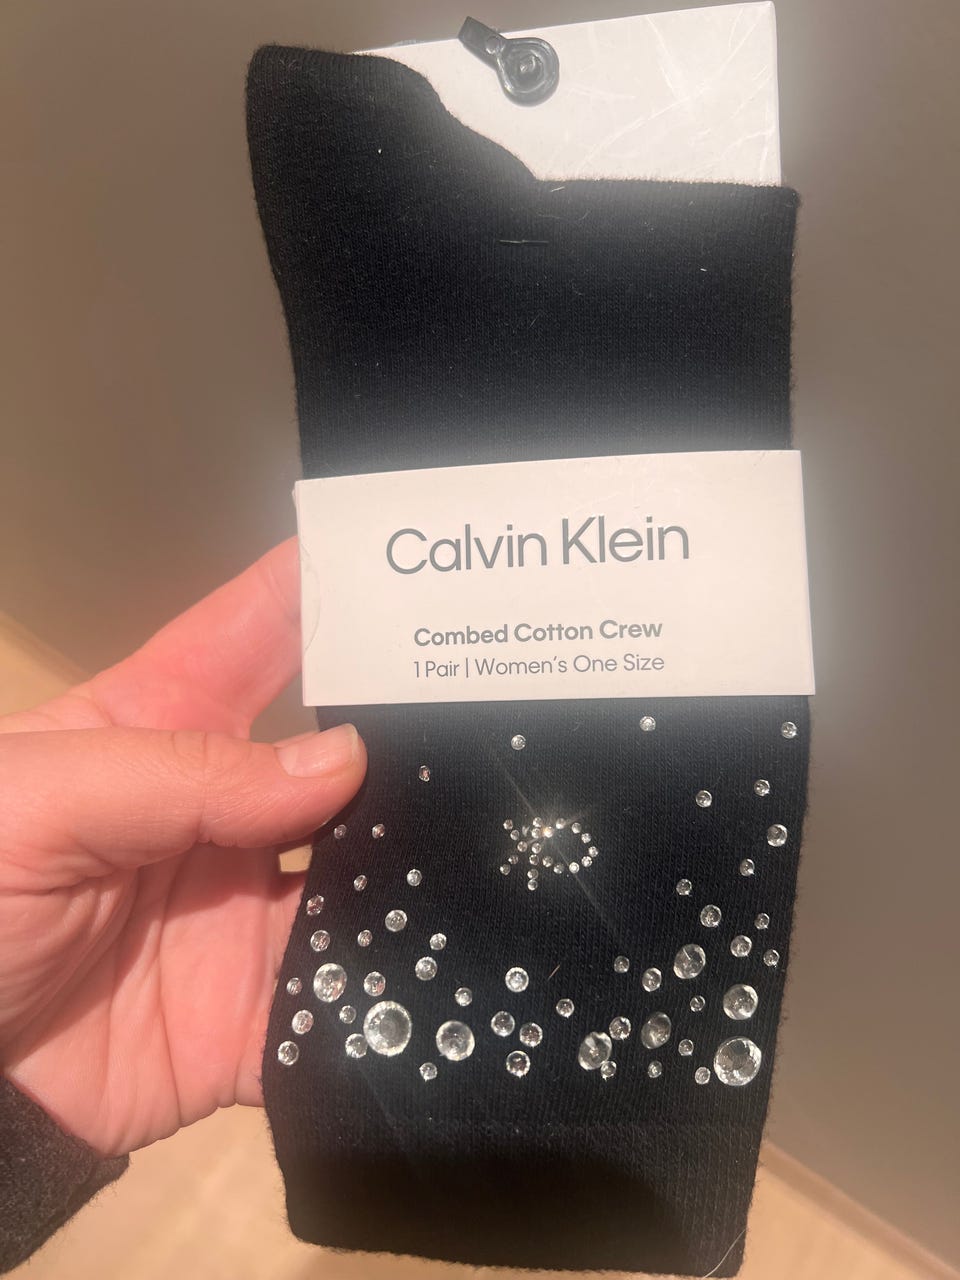 Calvin Klein
Combed Cotton Crew
1 Pair | Women's One Size